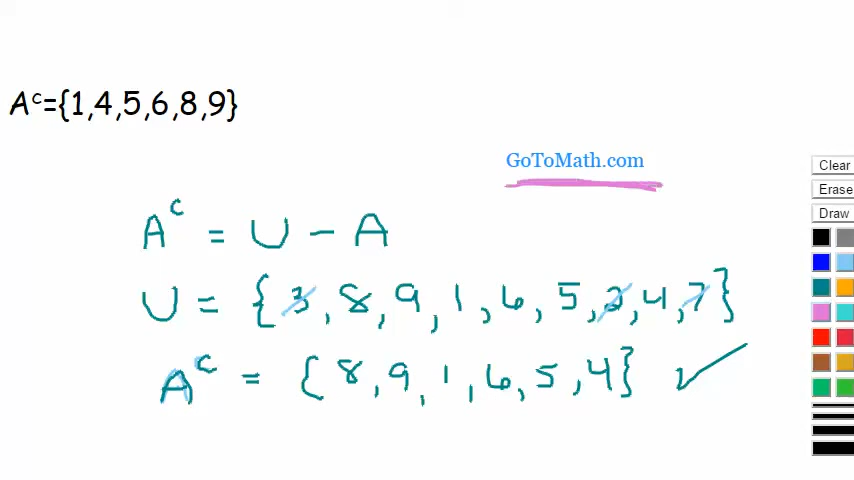 Aᶜ={1,4,5,6,8,9}
GoToMath.com
Clear
Erase
Draw
Aᶜ = U - A
U = {3,8,9,1,6,5,2,4,7}
Aᶜ = {8,9,1,6,5,4} ✓